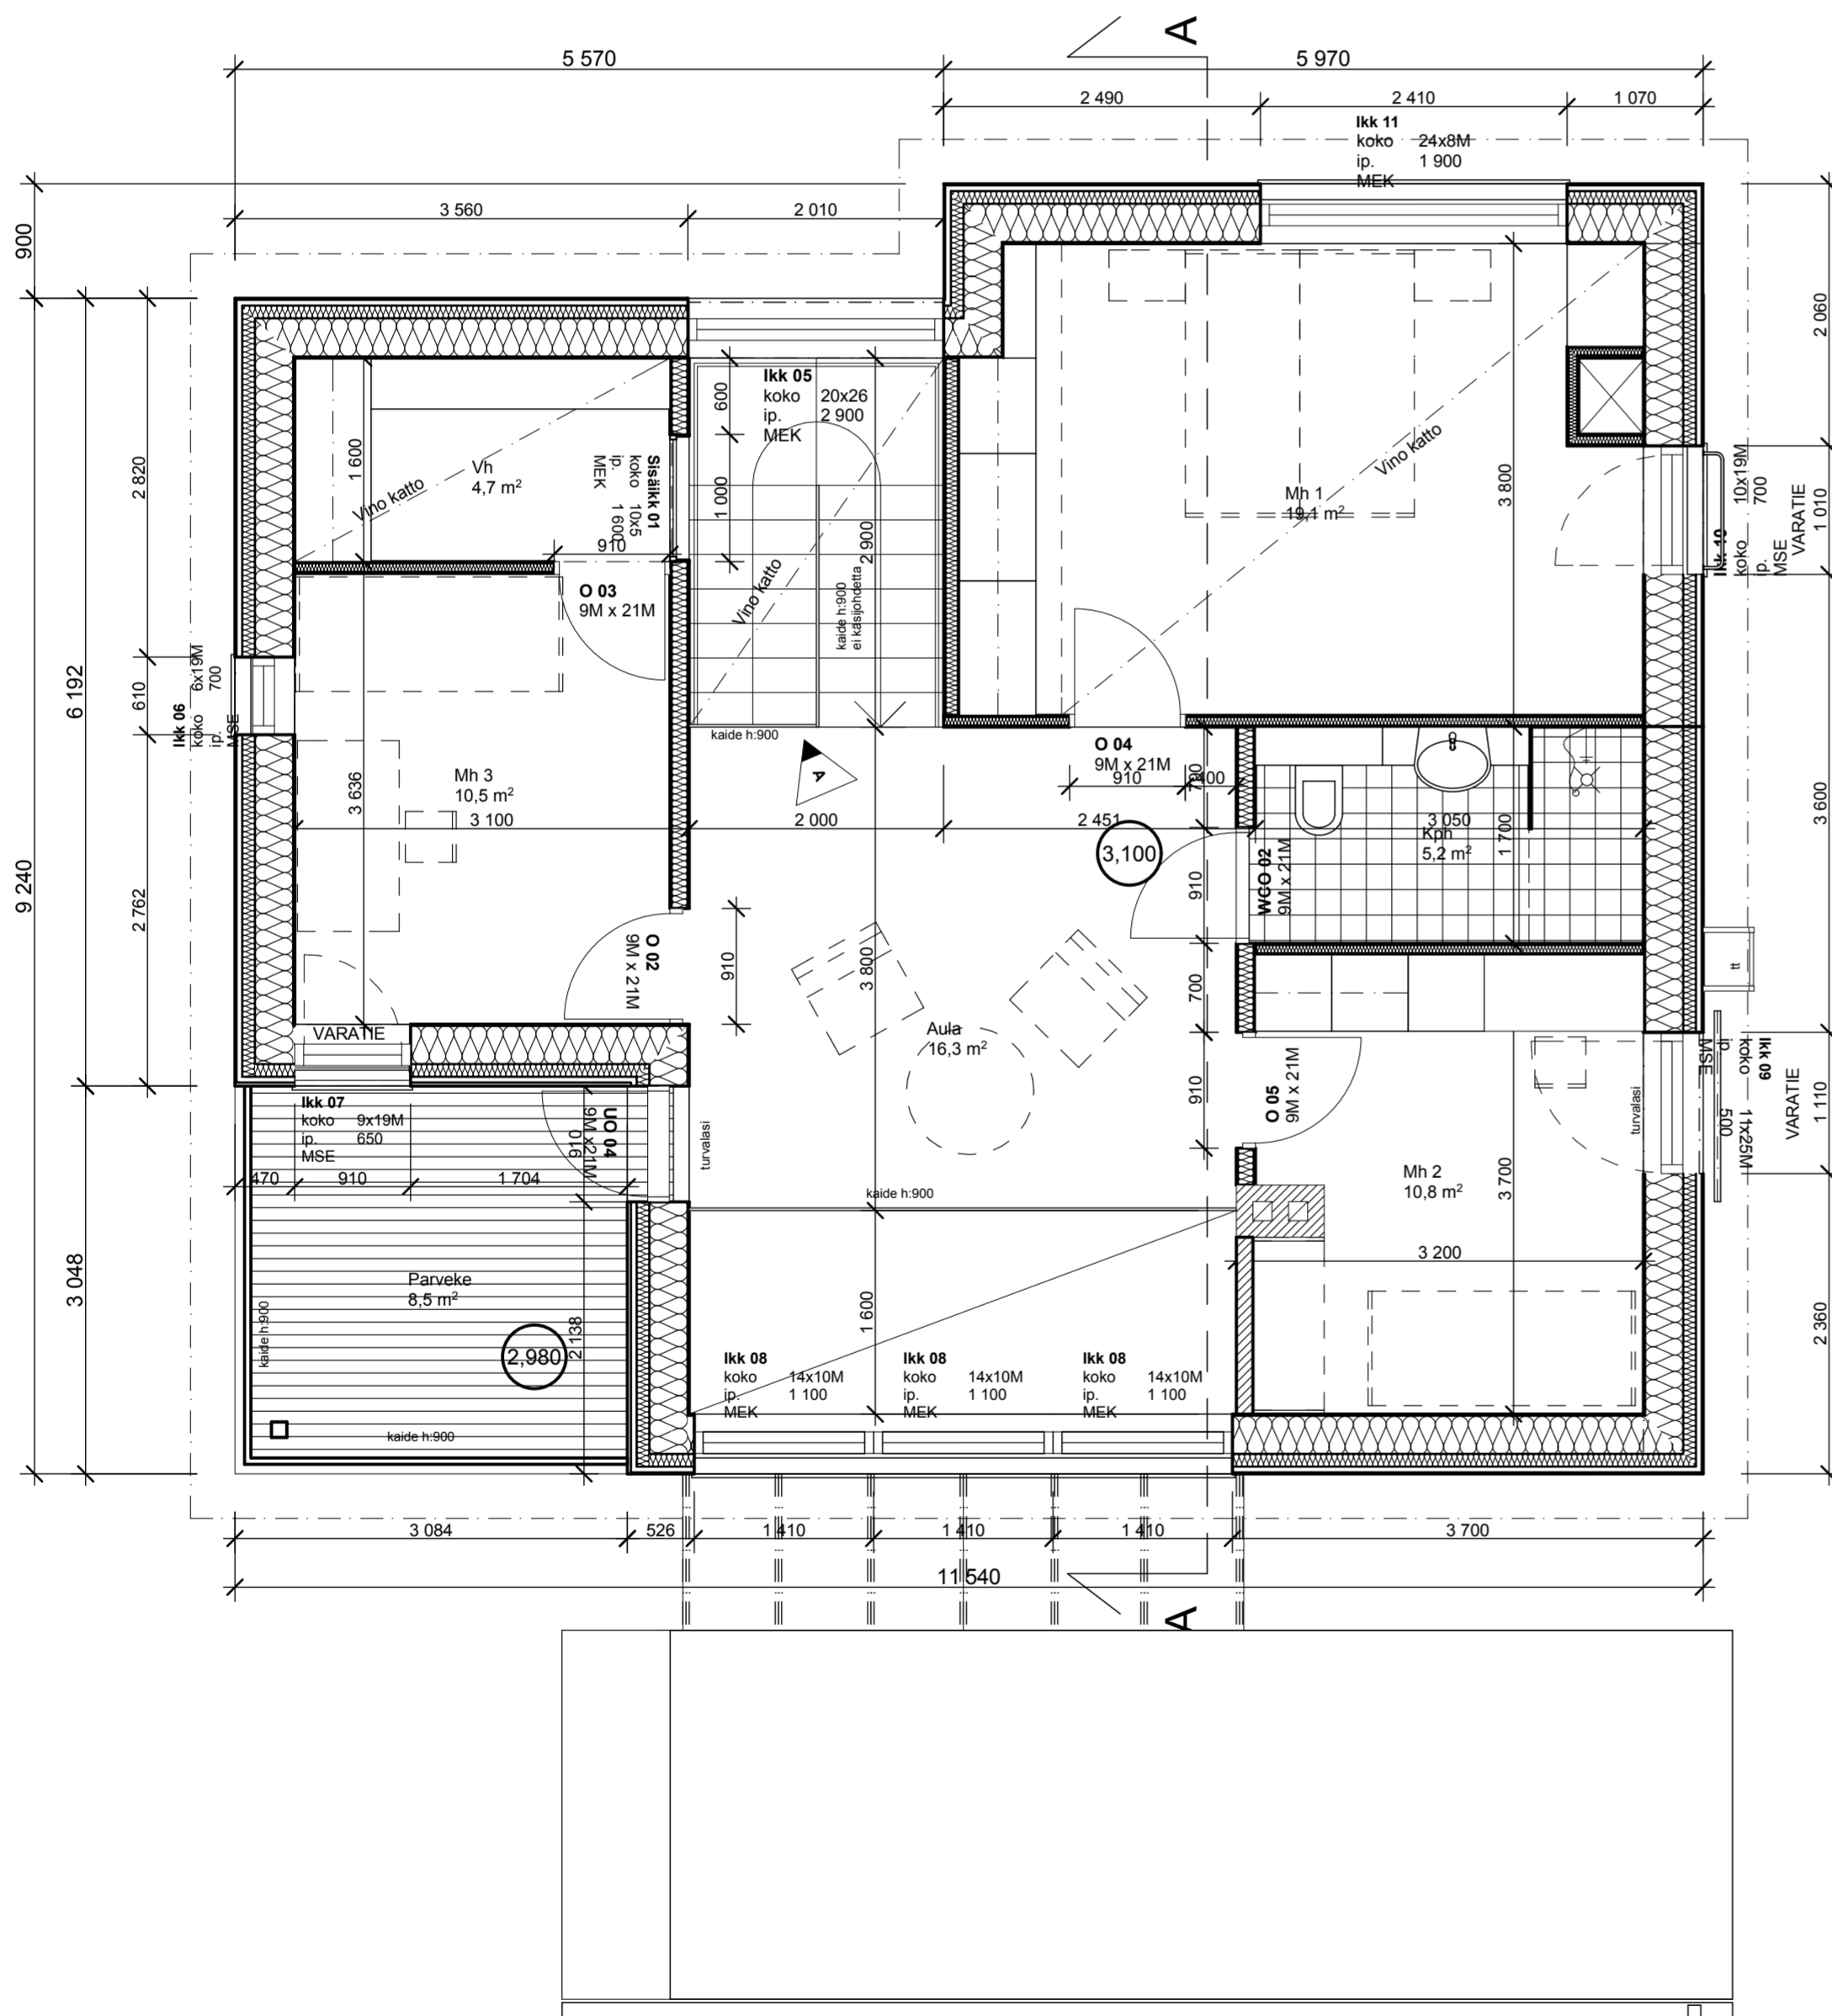 A
5 570
5 970
2 490
2 410
1 070
Ikk 11
koko 24x8M
ip. 1 900
MEK
3 560
2 010
900
2 060
Ikk 05
koko 20x26
ip. 2 900
MEK
600
1 000
2 900
Vino katto
kaide h:900
ei käsijohdetta
Sisäikk 01
koko 10x5
ip. 1 600
MEK
910
1 600
Vh
4,7 m²
Vino katto
O 03
9M x 21M
2 820
Vino katto
Mh 1
19,1 m²
3 800
koko 10x19M
ip. 700
MSE
VARATIE
1 010
6 192
9 240
610
Ikk 06
koko 6x19M
ip. 700
MSE
kaide h:900
A
O 04
9M x 21M
910
400
790
Mh 3
10,5 m²
3 636
3 100
2 000
2 451
3,100
3 050
Kph
5,2 m²
1 700
3 600
2 762
WCO 02
9M x 21M
910
O 02
9M x 21M
910
3 800
700
tt
Aula
16,3 m²
VARATIE
910
O 05
9M x 21M
turvalasi
Ikk 09
koko 11x25M
ip. 500
MSE
VARATIE
1 110
Ikk 07
koko 9x19M
ip. 650
MSE
UO 04
9M x21M
910
turvalasi
470
910
1 704
kaide h:900
Mh 2
10,8 m²
3 700
3 200
3 048
Parveke
8,5 m²
kaide h:900
2,980
2 138
1 600
2 360
Ikk 08
koko 14x10M
ip. 1 100
MEK
Ikk 08
koko 14x10M
ip. 1 100
MEK
Ikk 08
koko 14x10M
ip. 1 100
MEK
kaide h:900
3 084
526
1 410
1 410
1 410
3 700
11 540
A